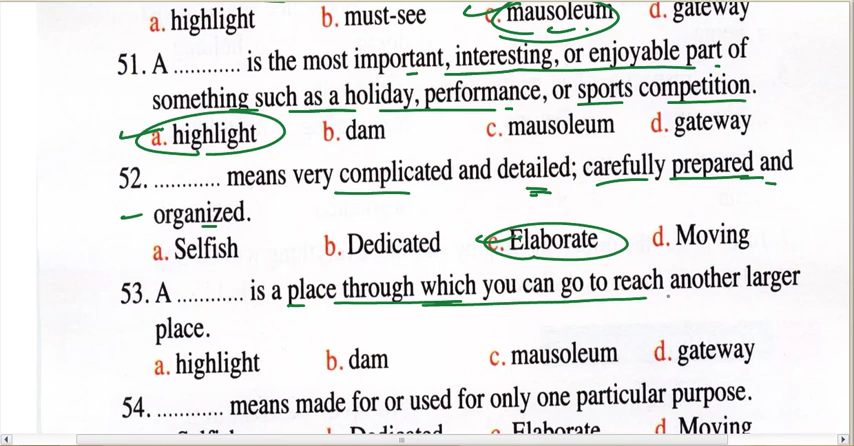 a. highlight b. must-see c. mausoleum d. gateway
51. A ............ is the most important, interesting, or enjoyable part of
something such as a holiday, performance, or sports competition.
a. highlight b. dam c. mausoleum d. gateway
52. ............ means very complicated and detailed; carefully prepared and
organized.
a. Selfish b. Dedicated c. Elaborate d. Moving
53. A ............ is a place through which you can go to reach another larger
place.
a. highlight b. dam c. mausoleum d. gateway
54. ............ means made for or used for only one particular purpose.
a. Selfish b. Dedicated c. Elaborate d. Moving